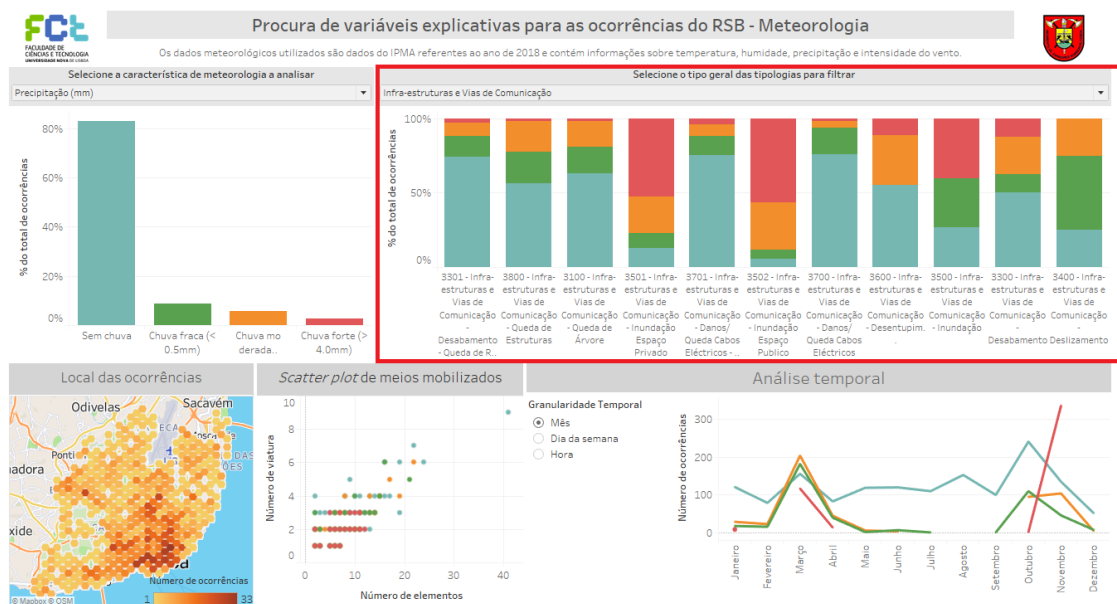 Procura de variáveis explicativas para as ocorrências do RSB - Meteorologia
FCt
FACULDADE DE
CIÊNCIAS E TECNOLOGIA
UNIVERSIDADE NOVA DE LISBOA
Os dados meteorológicos utilizados são dados do IPMA referentes ao ano de 2018 e contém informações sobre temperatura, humidade, precipitação e intensidade do vento.
Selecione a característica de meteorologia a analisar
Precipitação (mm)
% do total de ocorrências
80%
60%
40%
20%
0%
Sem chuva
Chuva fraca (<
0.5mm)
Chuva mo
derada..
Chuva forte (>
4.0mm)
Selecione o tipo geral das tipologias para filtrar
Infra-estruturas e Vias de Comunicação
% do total de ocorrências
100%
50%
0%
3301 - Infra-
estruturas e
Vias de
Comunicação
-
Desabamento
- Queda de R..
3800 - Infra-
estruturas e
Vias de
Comunicação
- Queda de
Estruturas
3100 - Infra-
estruturas e
Vias de
Comunicação
- Queda de
Árvore
3501 - Infra-
estruturas e
Vias de
Comunicação
- Inundação
Espaço
Privado
3701 - Infra-
estruturas e
Vias de
Comunicação
- Danos/
Queda Cabos
Eléctricos - ..
3502 - Infra-
estruturas e
Vias de
Comunicação
- Inundação
Espaço
Publico
3700 - Infra-
estruturas e
Vias de
Comunicação
- Danos/
Queda Cabos
Eléctricos
3600 - Infra-
estruturas e
Vias de
Comunicação
- Desentupim.
.
3500 - Infra-
estruturas e
Vias de
Comunicação
- Inundação
3300 - Infra-
estruturas e
Vias de
Comunicação
-
Desabamento
3400 - Infra-
estruturas e
Vias de
Comunicação
-
Deslizamento
Local das ocorrências
Odivelas
Sacavém
ECA
Ponti
adora
xide
DAS
ÕES
Número de ocorrências
1
33
© Mapbox © OSM
Scatter plot de meios mobilizados
Número de viatura
10
8
6
4
2
0
0
10
20
30
40
Número de elementos
Análise temporal
Granularidade Temporal
Mês
Dia da semana
Hora
Número de ocorrências
300
200
100
0
Janeiro
Fevereiro
Março
Abril
Maio
Junho
Julho
Agosto
Setembro
Outubro
Novembro
Dezembro